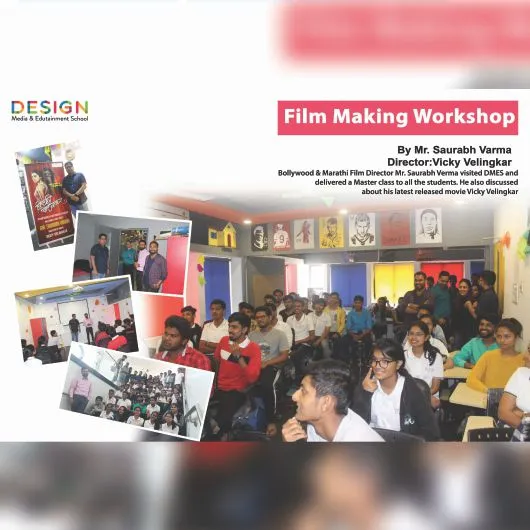 DESIGN
Media & Edutainment School
Film Making Workshop
By Mr. Saurabh Varma
Director:Vicky Velingkar
Bollywood & Marathi Film Director Mr. Saurabh Verma visited DMES and
delivered a Master class to all the students. He also discussed
about his latest released movie Vicky Velingkar